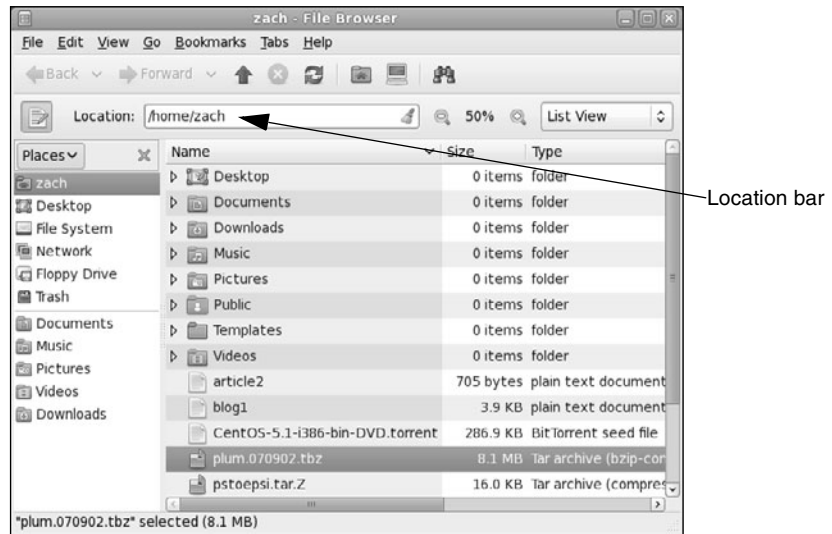 zach - File Browser
File Edit View Go Bookmarks Tabs Help
Back Forward
Location: /home/zach 50% List View
Places Name Size Type
zach
Desktop
File System
Network
Floppy Drive
Trash
Documents
Music
Pictures
Videos
Downloads
Desktop 0 items folder
Documents 0 items folder
Downloads 0 items folder
Music 0 items folder
Pictures 0 items folder
Public 0 items folder
Templates 0 items folder
Videos 0 items folder
article2 705 bytes plain text document
blog1 3.9 KB plain text document
CentOS-5.1-i386-bin-DVD.torrent 286.9 KB BitTorrent seed file
plum.070902.tbz 8.1 MB Tar archive (bzip-con
pstoepsi.tar.Z 16.0 KB Tar archive (compres
"plum.070902.tbz" selected (8.1 MB)
Location bar